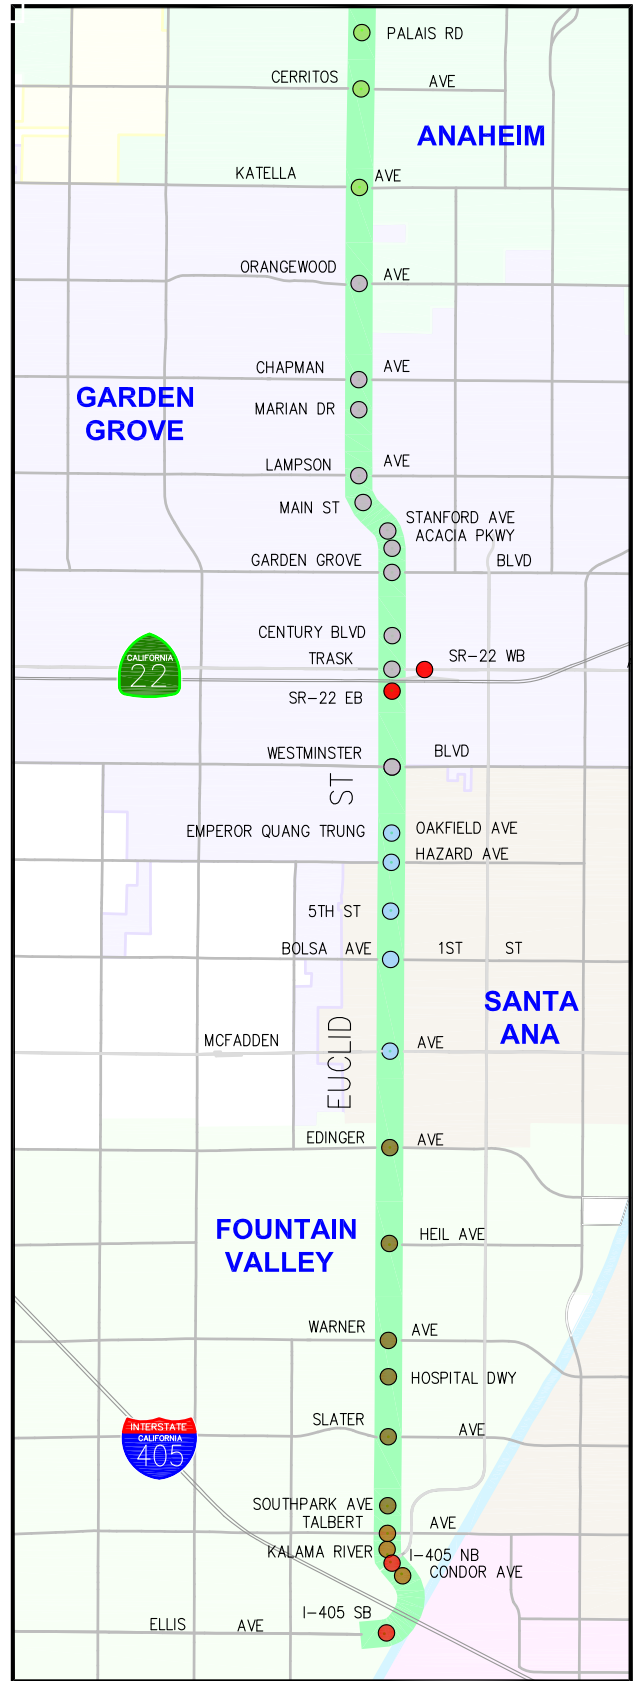 PALAIS RD
CERRITOS AVE
ANAHEIM
KATELLA AVE
ORANGEWOOD AVE
CHAPMAN AVE
GARDEN
GROVE
MARIAN DR
LAMPSON AVE
MAIN ST
STANFORD AVE
ACACIA PKWY
GARDEN GROVE BLVD
CENTURY BLVD
TRASK
SR-22 WB
CALIFORNIA
22
SR-22 EB
WESTMINSTER BLVD
EUCLID ST
EMPEROR QUANG TRUNG
OAKFIELD AVE
HAZARD AVE
5TH ST
BOLSA AVE
1ST ST
SANTA
ANA
MCFADDEN AVE
EDINGER AVE
FOUNTAIN
VALLEY
HEIL AVE
WARNER AVE
HOSPITAL DWY
SLATER AVE
INTERSTATE
CALIFORNIA
405
SOUTHPARK AVE
TALBERT AVE
KALAMA RIVER
I-405 NB
CONDOR AVE
I-405 SB
ELLIS AVE